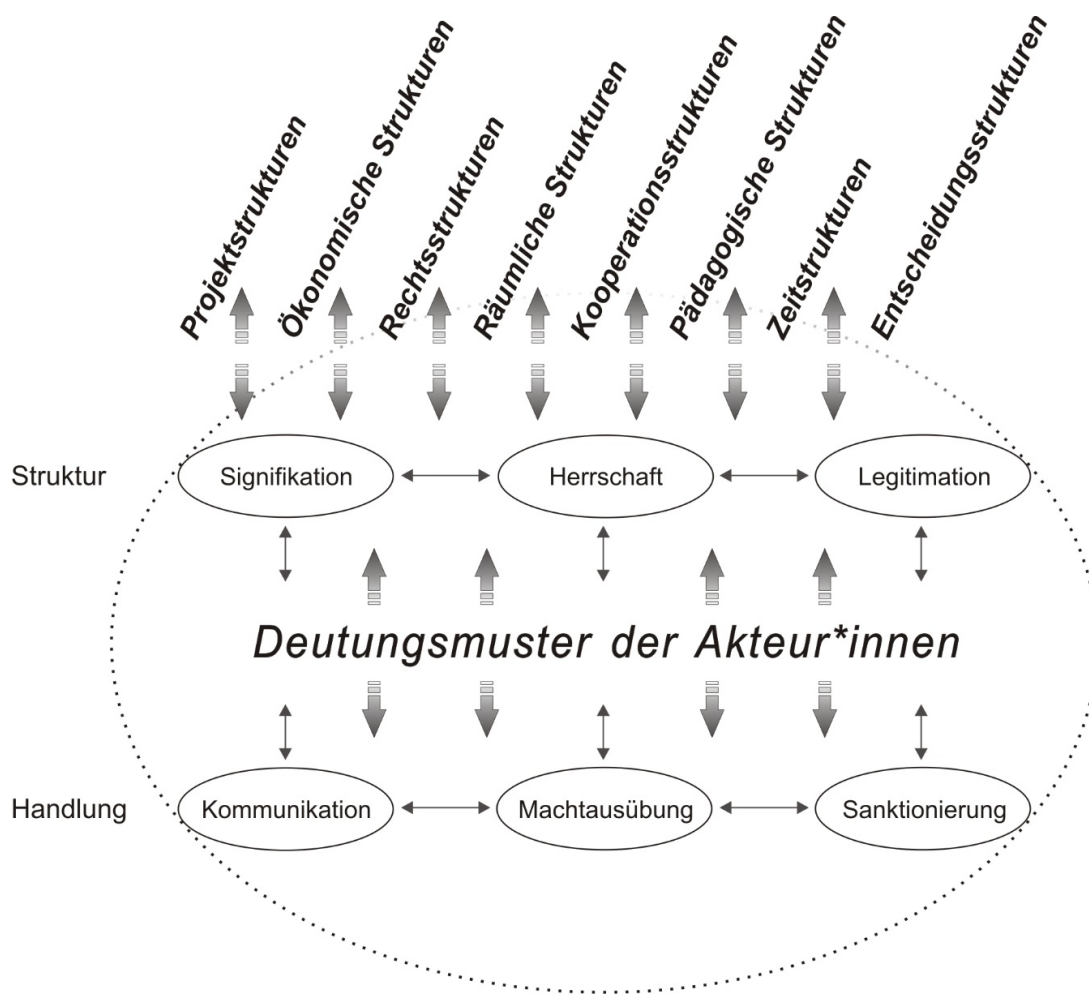 Projektstrukturen
Ökonomische Strukturen
Rechtsstrukturen
Räumliche Strukturen
Kooperationsstrukturen
Pädagogische Strukturen
Zeitstrukturen
Entscheidungsstrukturen
Struktur
Signifikation
Herrschaft
Legitimation
Deutungsmuster der Akteur*innen
Handlung
Kommunikation
Machtausübung
Sanktionierung